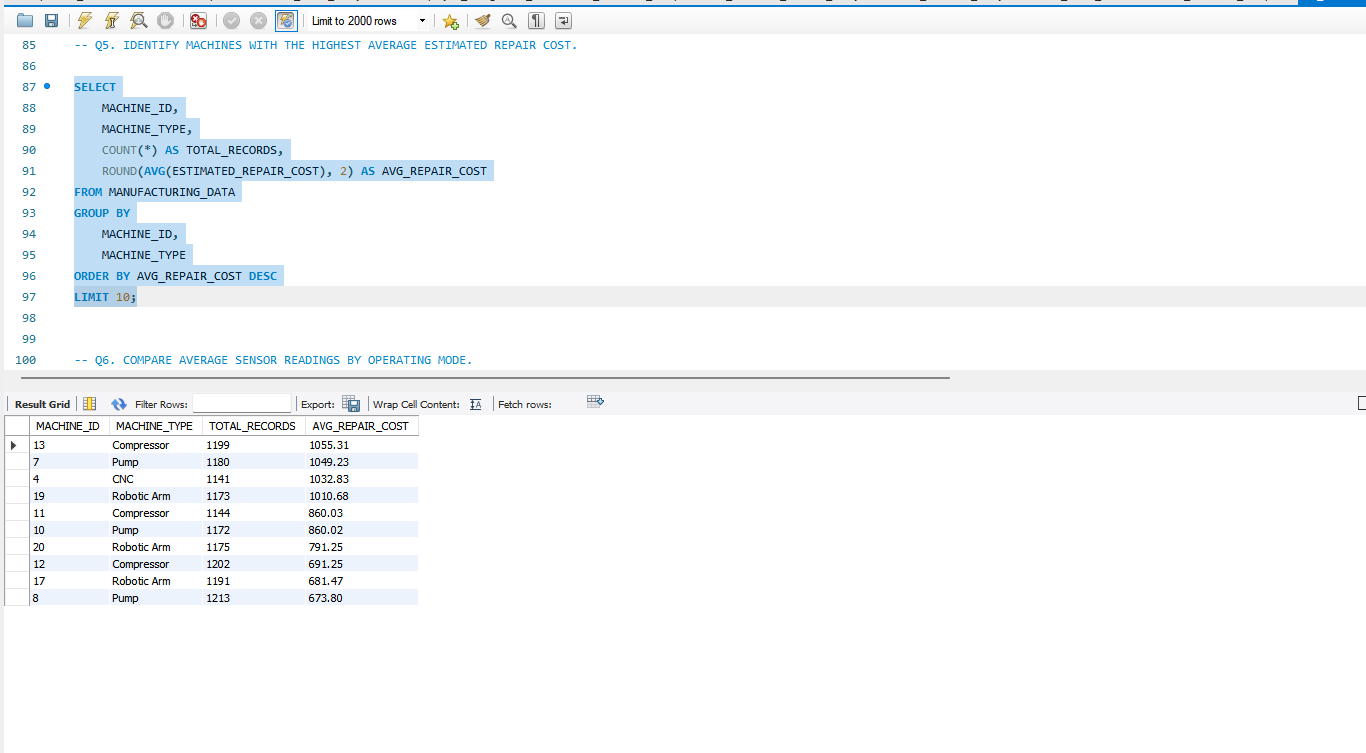 Limit to 2000 rows
85 -- Q5. IDENTIFY MACHINES WITH THE HIGHEST AVERAGE ESTIMATED REPAIR COST.
86
87 SELECT
88 MACHINE_ID,
89 MACHINE_TYPE,
90 COUNT(*) AS TOTAL_RECORDS,
91 ROUND(AVG(ESTIMATED_REPAIR_COST), 2) AS AVG_REPAIR_COST
92 FROM MANUFACTURING_DATA
93 GROUP BY
94 MACHINE_ID,
95 MACHINE_TYPE
96 ORDER BY AVG_REPAIR_COST DESC
97 LIMIT 10;
98
99
100 -- Q6. COMPARE AVERAGE SENSOR READINGS BY OPERATING MODE.
Result Grid Filter Rows: Export: Wrap Cell Content: IA Fetch rows:
MACHINE_ID MACHINE_TYPE TOTAL_RECORDS AVG_REPAIR_COST
13 Compressor 1199 1055.31
7 Pump 1180 1049.23
4 CNC 1141 1032.83
19 Robotic Arm 1173 1010.68
11 Compressor 1144 860.03
10 Pump 1172 860.02
20 Robotic Arm 1175 791.25
12 Compressor 1202 691.25
17 Robotic Arm 1191 681.47
8 Pump 1213 673.80